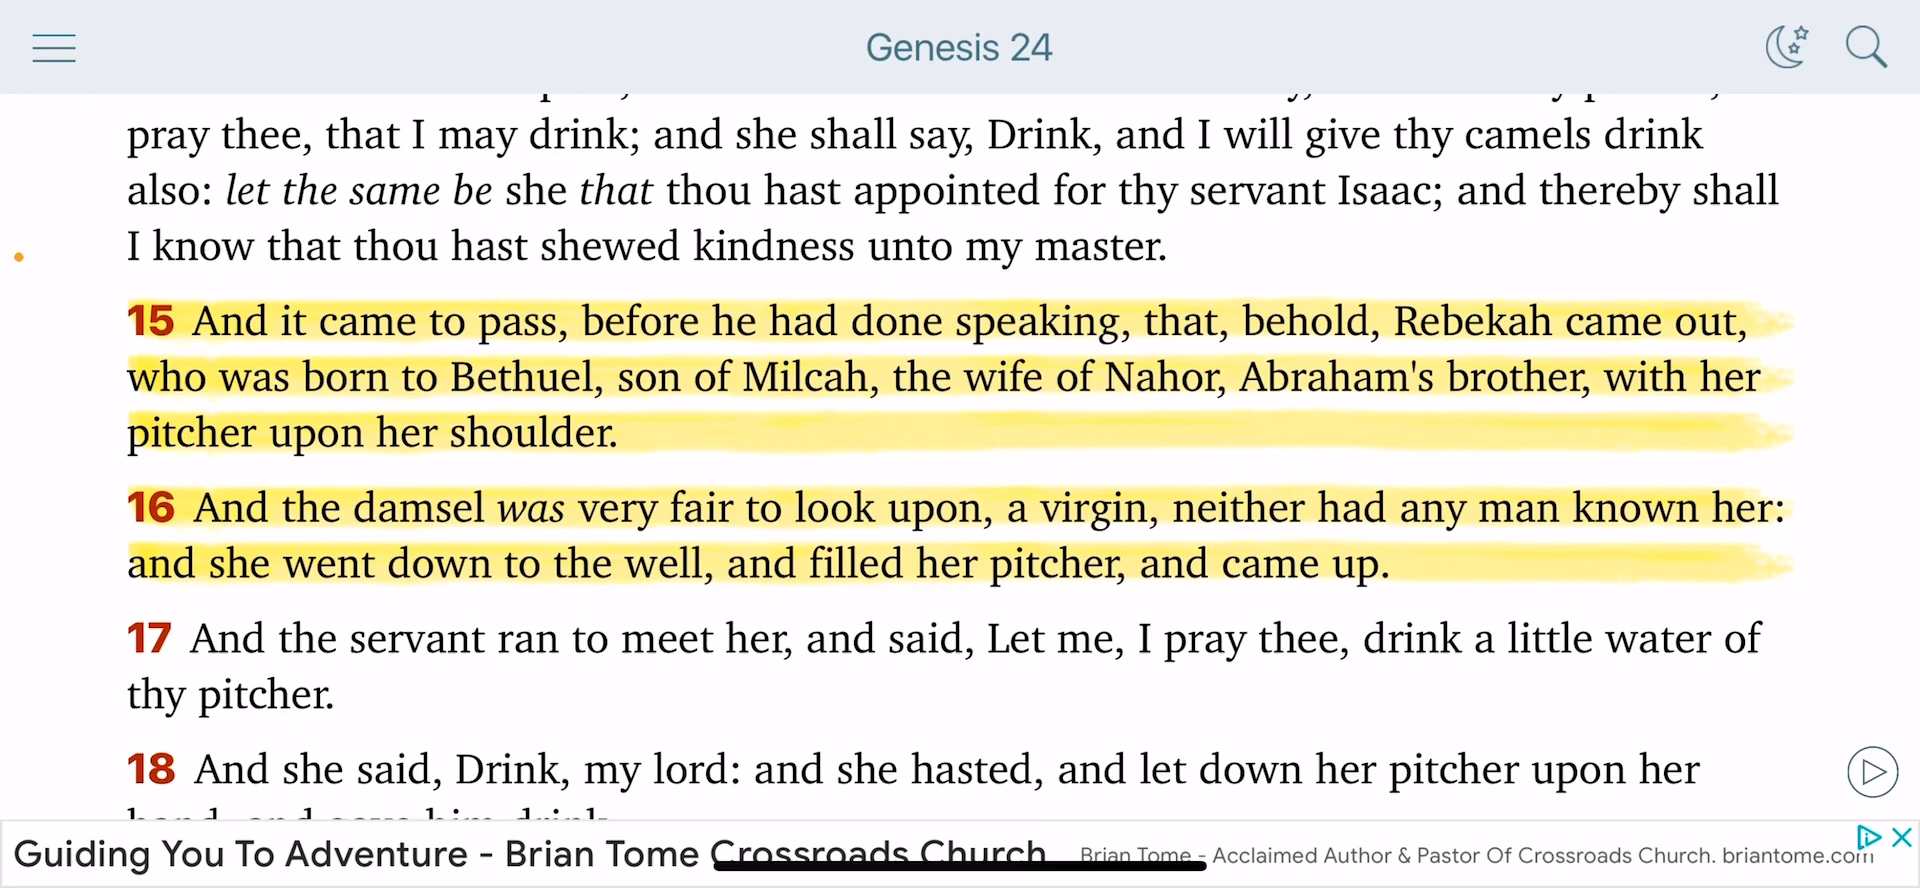 Genesis 24
pray thee, that I may drink; and she shall say, Drink, and I will give thy camels drink
also: let the same be she that thou hast appointed for thy servant Isaac; and thereby shall
I know that thou hast shewed kindness unto my master.
15 And it came to pass, before he had done speaking, that, behold, Rebekah came out,
who was born to Bethuel, son of Milcah, the wife of Nahor, Abraham's brother, with her
pitcher upon her shoulder.
16 And the damsel was very fair to look upon, a virgin, neither had any man known her:
and she went down to the well, and filled her pitcher, and came up.
17 And the servant ran to meet her, and said, Let me, I pray thee, drink a little water of
thy pitcher.
18 And she said, Drink, my lord: and she hasted, and let down her pitcher upon her
hand, and gave him drink
Guiding You To Adventure - Brian Tome Crossroads Church
Brian Tome - Acclaimed Author & Pastor Of Crossroads Church. briantome.com